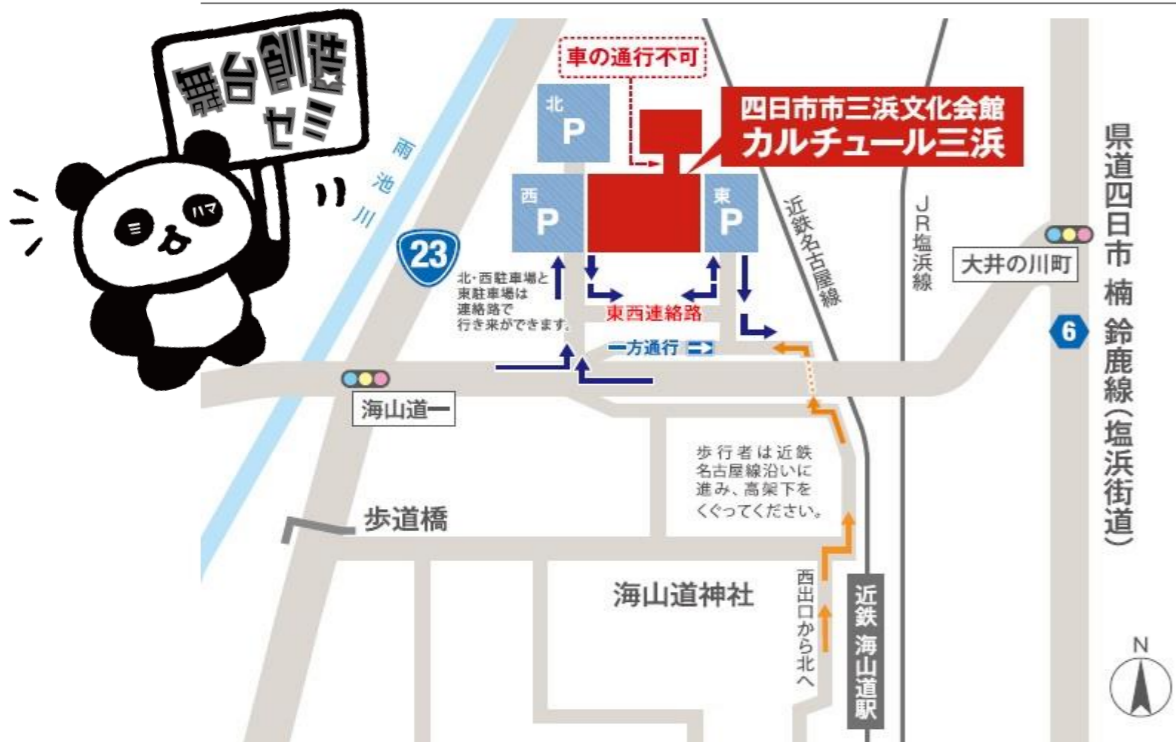 舞台創造
ゼミ
ミ
ハマ
車の通行不可
四日市市三浜文化会館
カルチュール三浜
北
P
西
P
東
P
雨池川
23
北・西駐車場と
東駐車場は
連絡路で
行き来ができます。
東西連絡路
一方通行
近鉄名古屋線
JR塩浜線
大井の川町
県道四日市 楠 鈴鹿線(塩浜街道)
6
海山道一
歩行者は近鉄
名古屋線沿いに
進み、高架下を
くぐってください。
歩道橋
海山道神社
西出口から北へ
近鉄 海山道駅
N